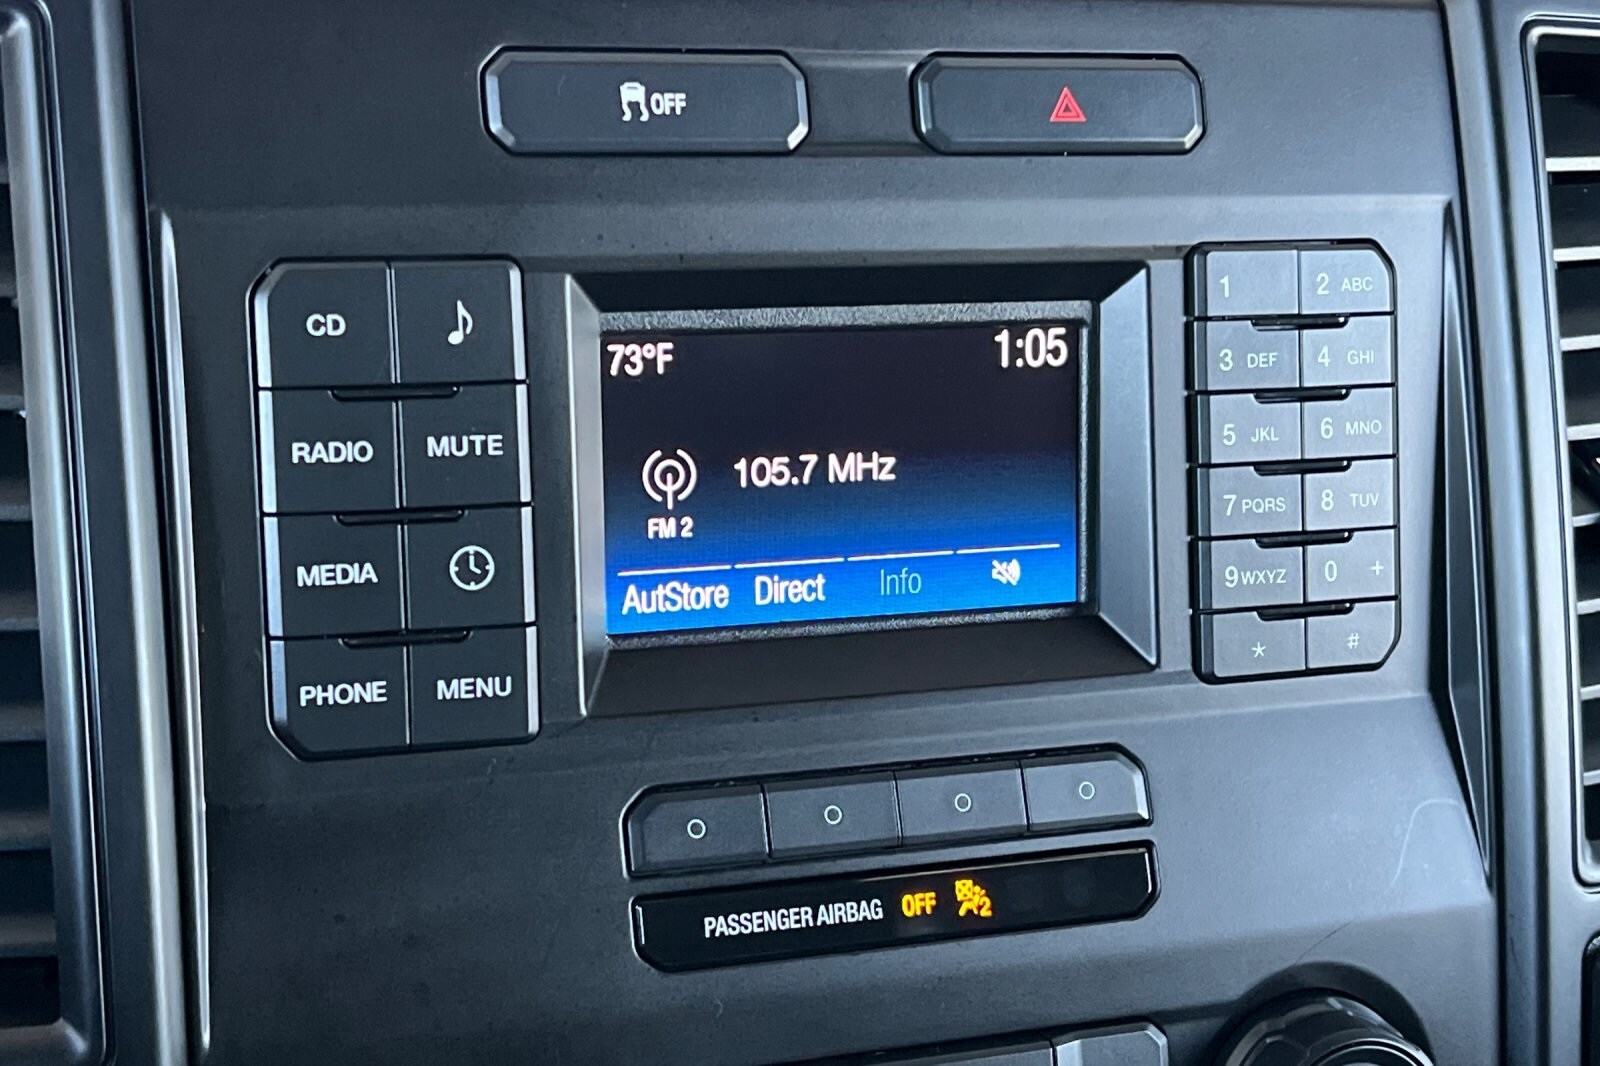 OFF
CD
RADIO
MUTE
MEDIA
PHONE
MENU
73°F
1:05
105.7 MHz
FM 2
AutStore Direct Info
1
2 ABC
3 DEF
4 GHI
5 JKL
6 MNO
7 PQRS
8 TUV
9 WXYZ
0 +
*
#
PASSENGER AIRBAG OFF 2